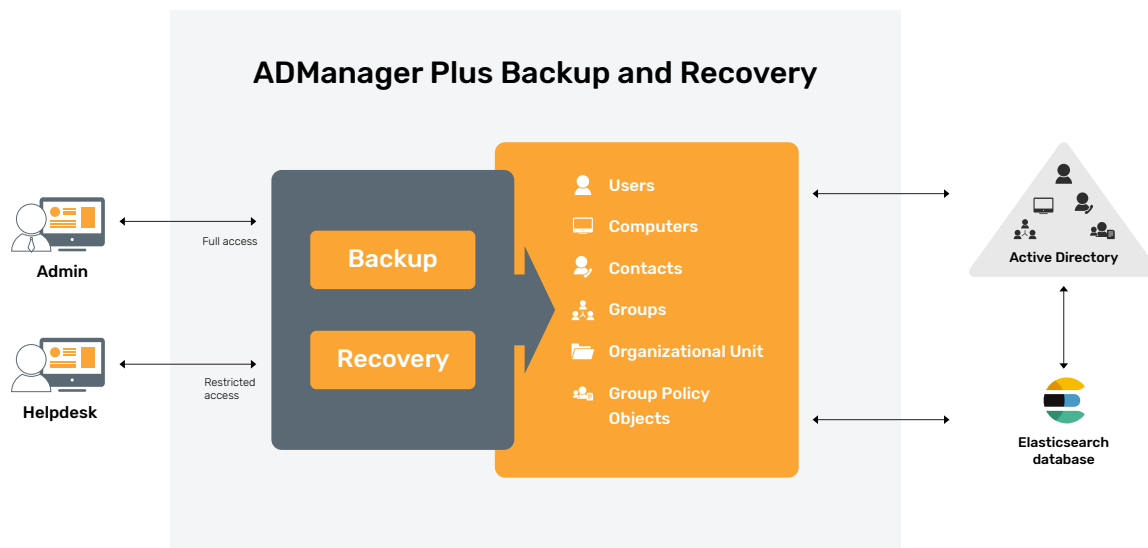 ADManager Plus Backup and Recovery
Full access
Admin
Restricted
access
Helpdesk
Backup
Recovery
Users
Computers
Contacts
Groups
Organizational Unit
Group Policy
Objects
Active Directory
Elasticsearch
database